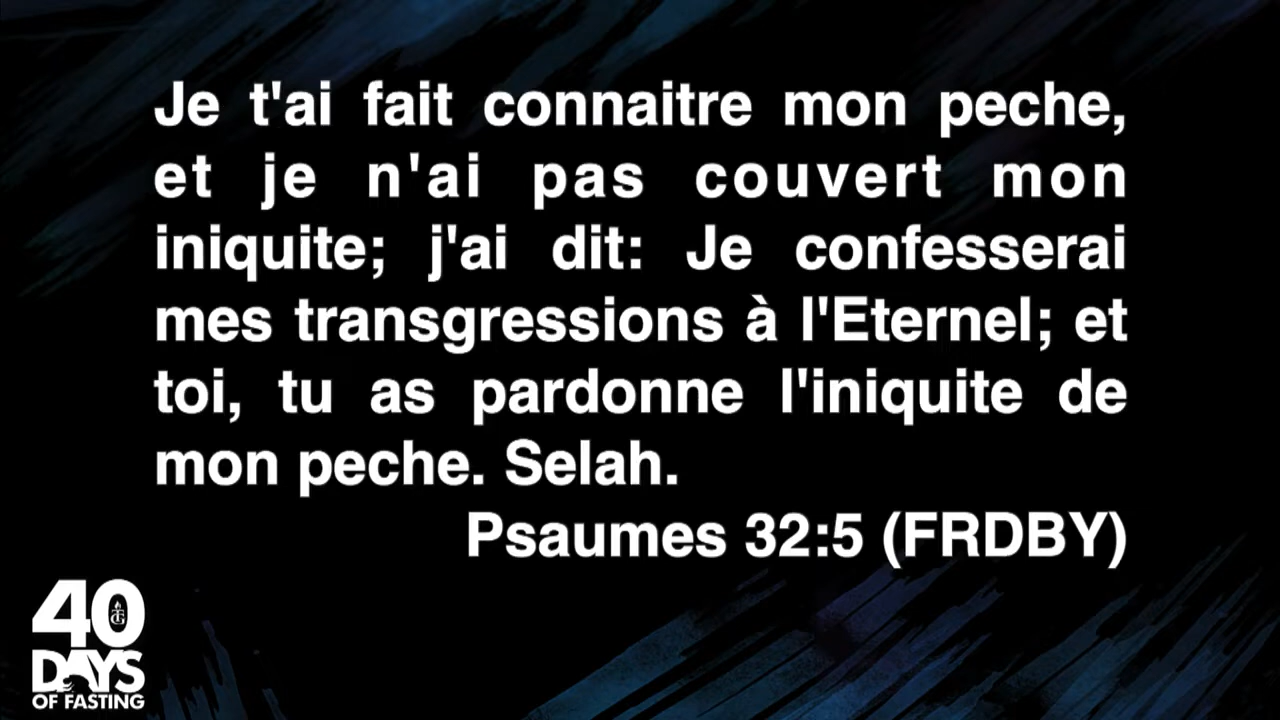 Je t'ai fait connaitre mon peche,
et je n'ai pas couvert mon
iniquite; j'ai dit: Je confesserai
mes transgressions à l'Eternel; et
toi, tu as pardonne l'iniquite de
mon peche. Selah.
Psaumes 32:5 (FRDBY)
40
DAYS
OF FASTING